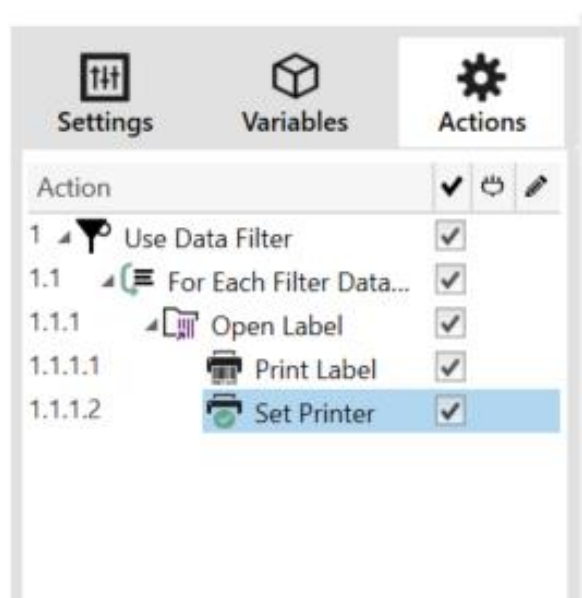 Settings Variables Actions
Action
1 Use Data Filter
1.1 For Each Filter Data...
1.1.1 Open Label
1.1.1.1 Print Label
1.1.1.2 Set Printer